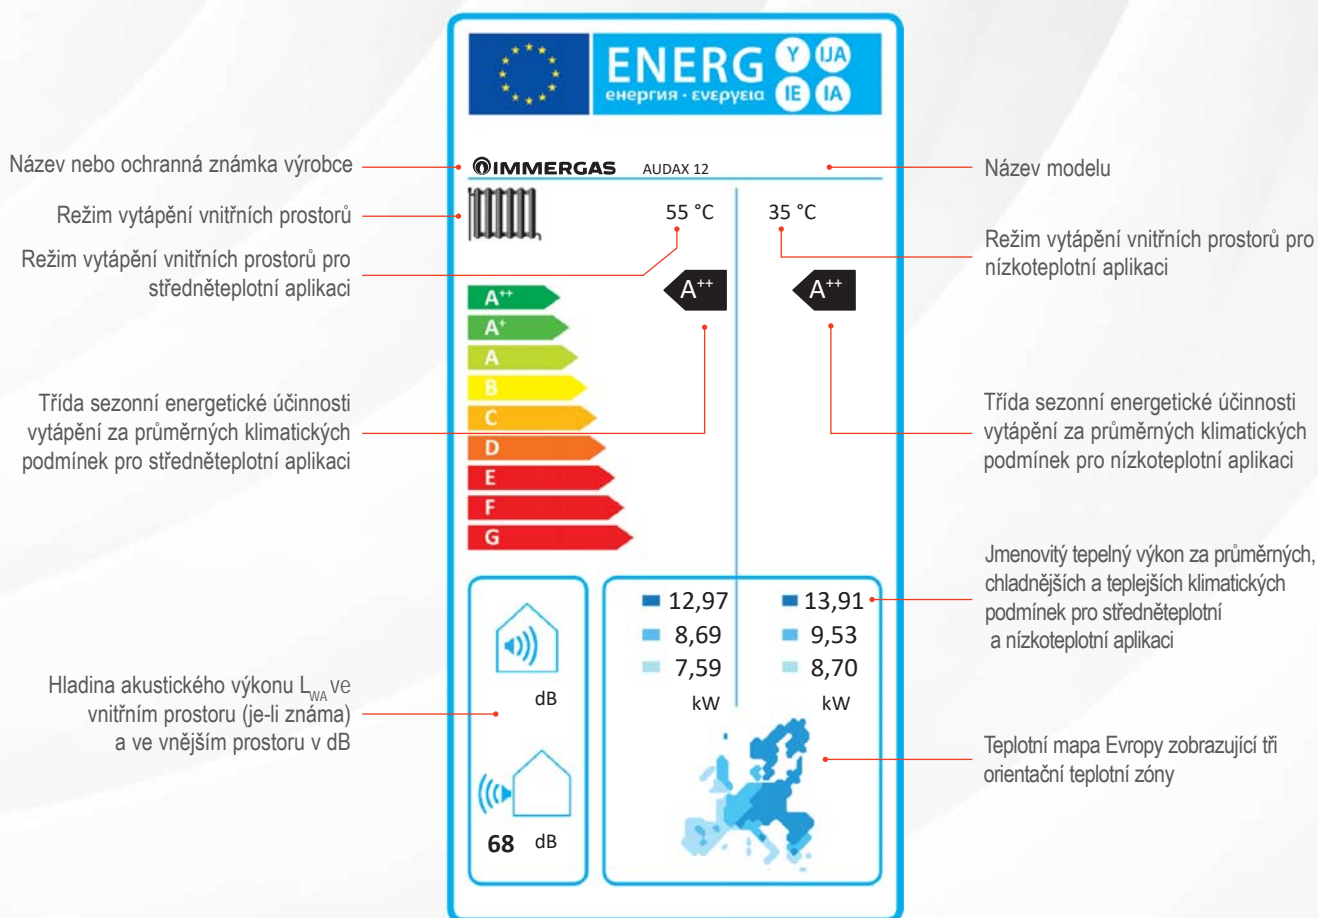 ENERG
енергия · ενεργεια
Y
IJA
IE
IA
Název nebo ochranná známka výrobce
IMMERGAS
AUDAX 12
Název modelu
Režim vytápění vnitřních prostorů
55 °C
35 °C
Režim vytápění vnitřních prostorů pro
středněteplotní aplikaci
Režim vytápění vnitřních prostorů pro
nízkoteplotní aplikaci
A++
A++
A++
A+
A
B
C
D
E
F
G
Třída sezonní energetické účinnosti
vytápění za průměrných klimatických
podmínek pro středněteplotní aplikaci
Třída sezonní energetické účinnosti
vytápění za průměrných klimatických
podmínek pro nízkoteplotní aplikaci
12,97
13,91
8,69
9,53
7,59
8,70
kW
kW
Jmenovitý tepelný výkon za průměrných,
chladnějších a teplejších klimatických
podmínek pro středněteplotní
a nízkoteplotní aplikaci
Hladina akustického výkonu LWA ve
vnitřním prostoru (je-li známa)
a ve vnějším prostoru v dB
dB
68 dB
Teplotní mapa Evropy zobrazující tři
orientační teplotní zóny